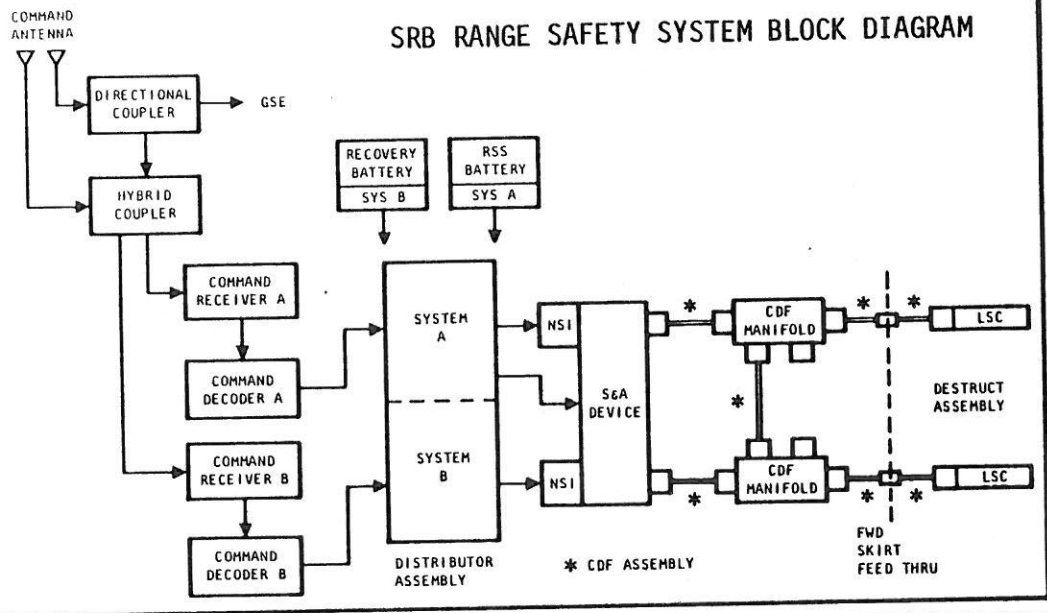 COMMAND
ANTENNA
SRB RANGE SAFETY SYSTEM BLOCK DIAGRAM
DIRECTIONAL
COUPLER
GSE
HYBRID
COUPLER
RECOVERY
BATTERY
SYS B
RSS
BATTERY
SYS A
COMMAND
RECEIVER A
COMMAND
DECODER A
COMMAND
RECEIVER B
COMMAND
DECODER B
SYSTEM
A
SYSTEM
B
DISTRIBUTOR
ASSEMBLY
NSI
NSI
S&A
DEVICE
*
CDF
MANIFOLD
*
*
LSC
*
DESTRUCT
ASSEMBLY
*
CDF
MANIFOLD
*
*
LSC
* CDF ASSEMBLY
FWD
SKIRT
FEED THRU